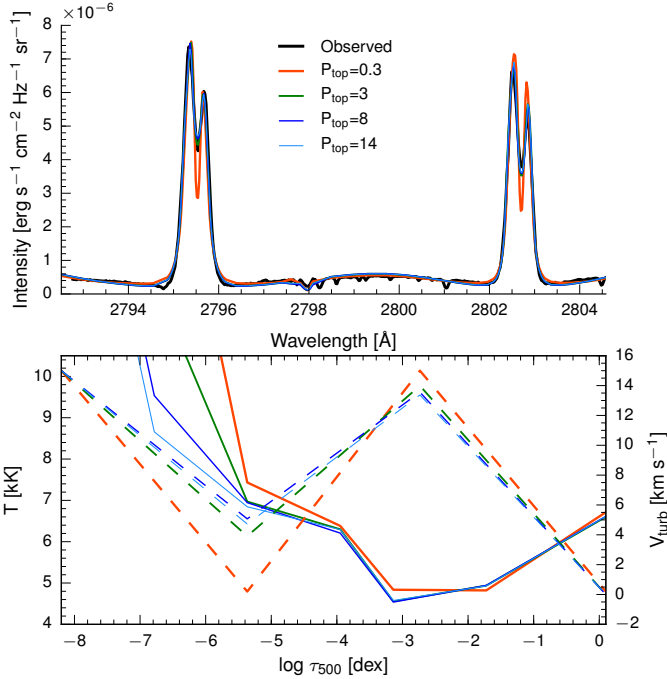 ×10⁻⁶
8
7
6
5
4
3
2
1
0
Intensity [erg s⁻¹ cm⁻² Hz⁻¹ sr⁻¹]
Observed
P_top=0.3
P_top=3
P_top=8
P_top=14
2794 2796 2798 2800 2802 2804
Wavelength [Å]
10
9
8
7
6
5
4
T [kK]
16
14
12
10
8
6
4
2
0
−2
V_turb [km s⁻¹]
−8 −7 −6 −5 −4 −3 −2 −1 0
log τ₅₀₀ [dex]